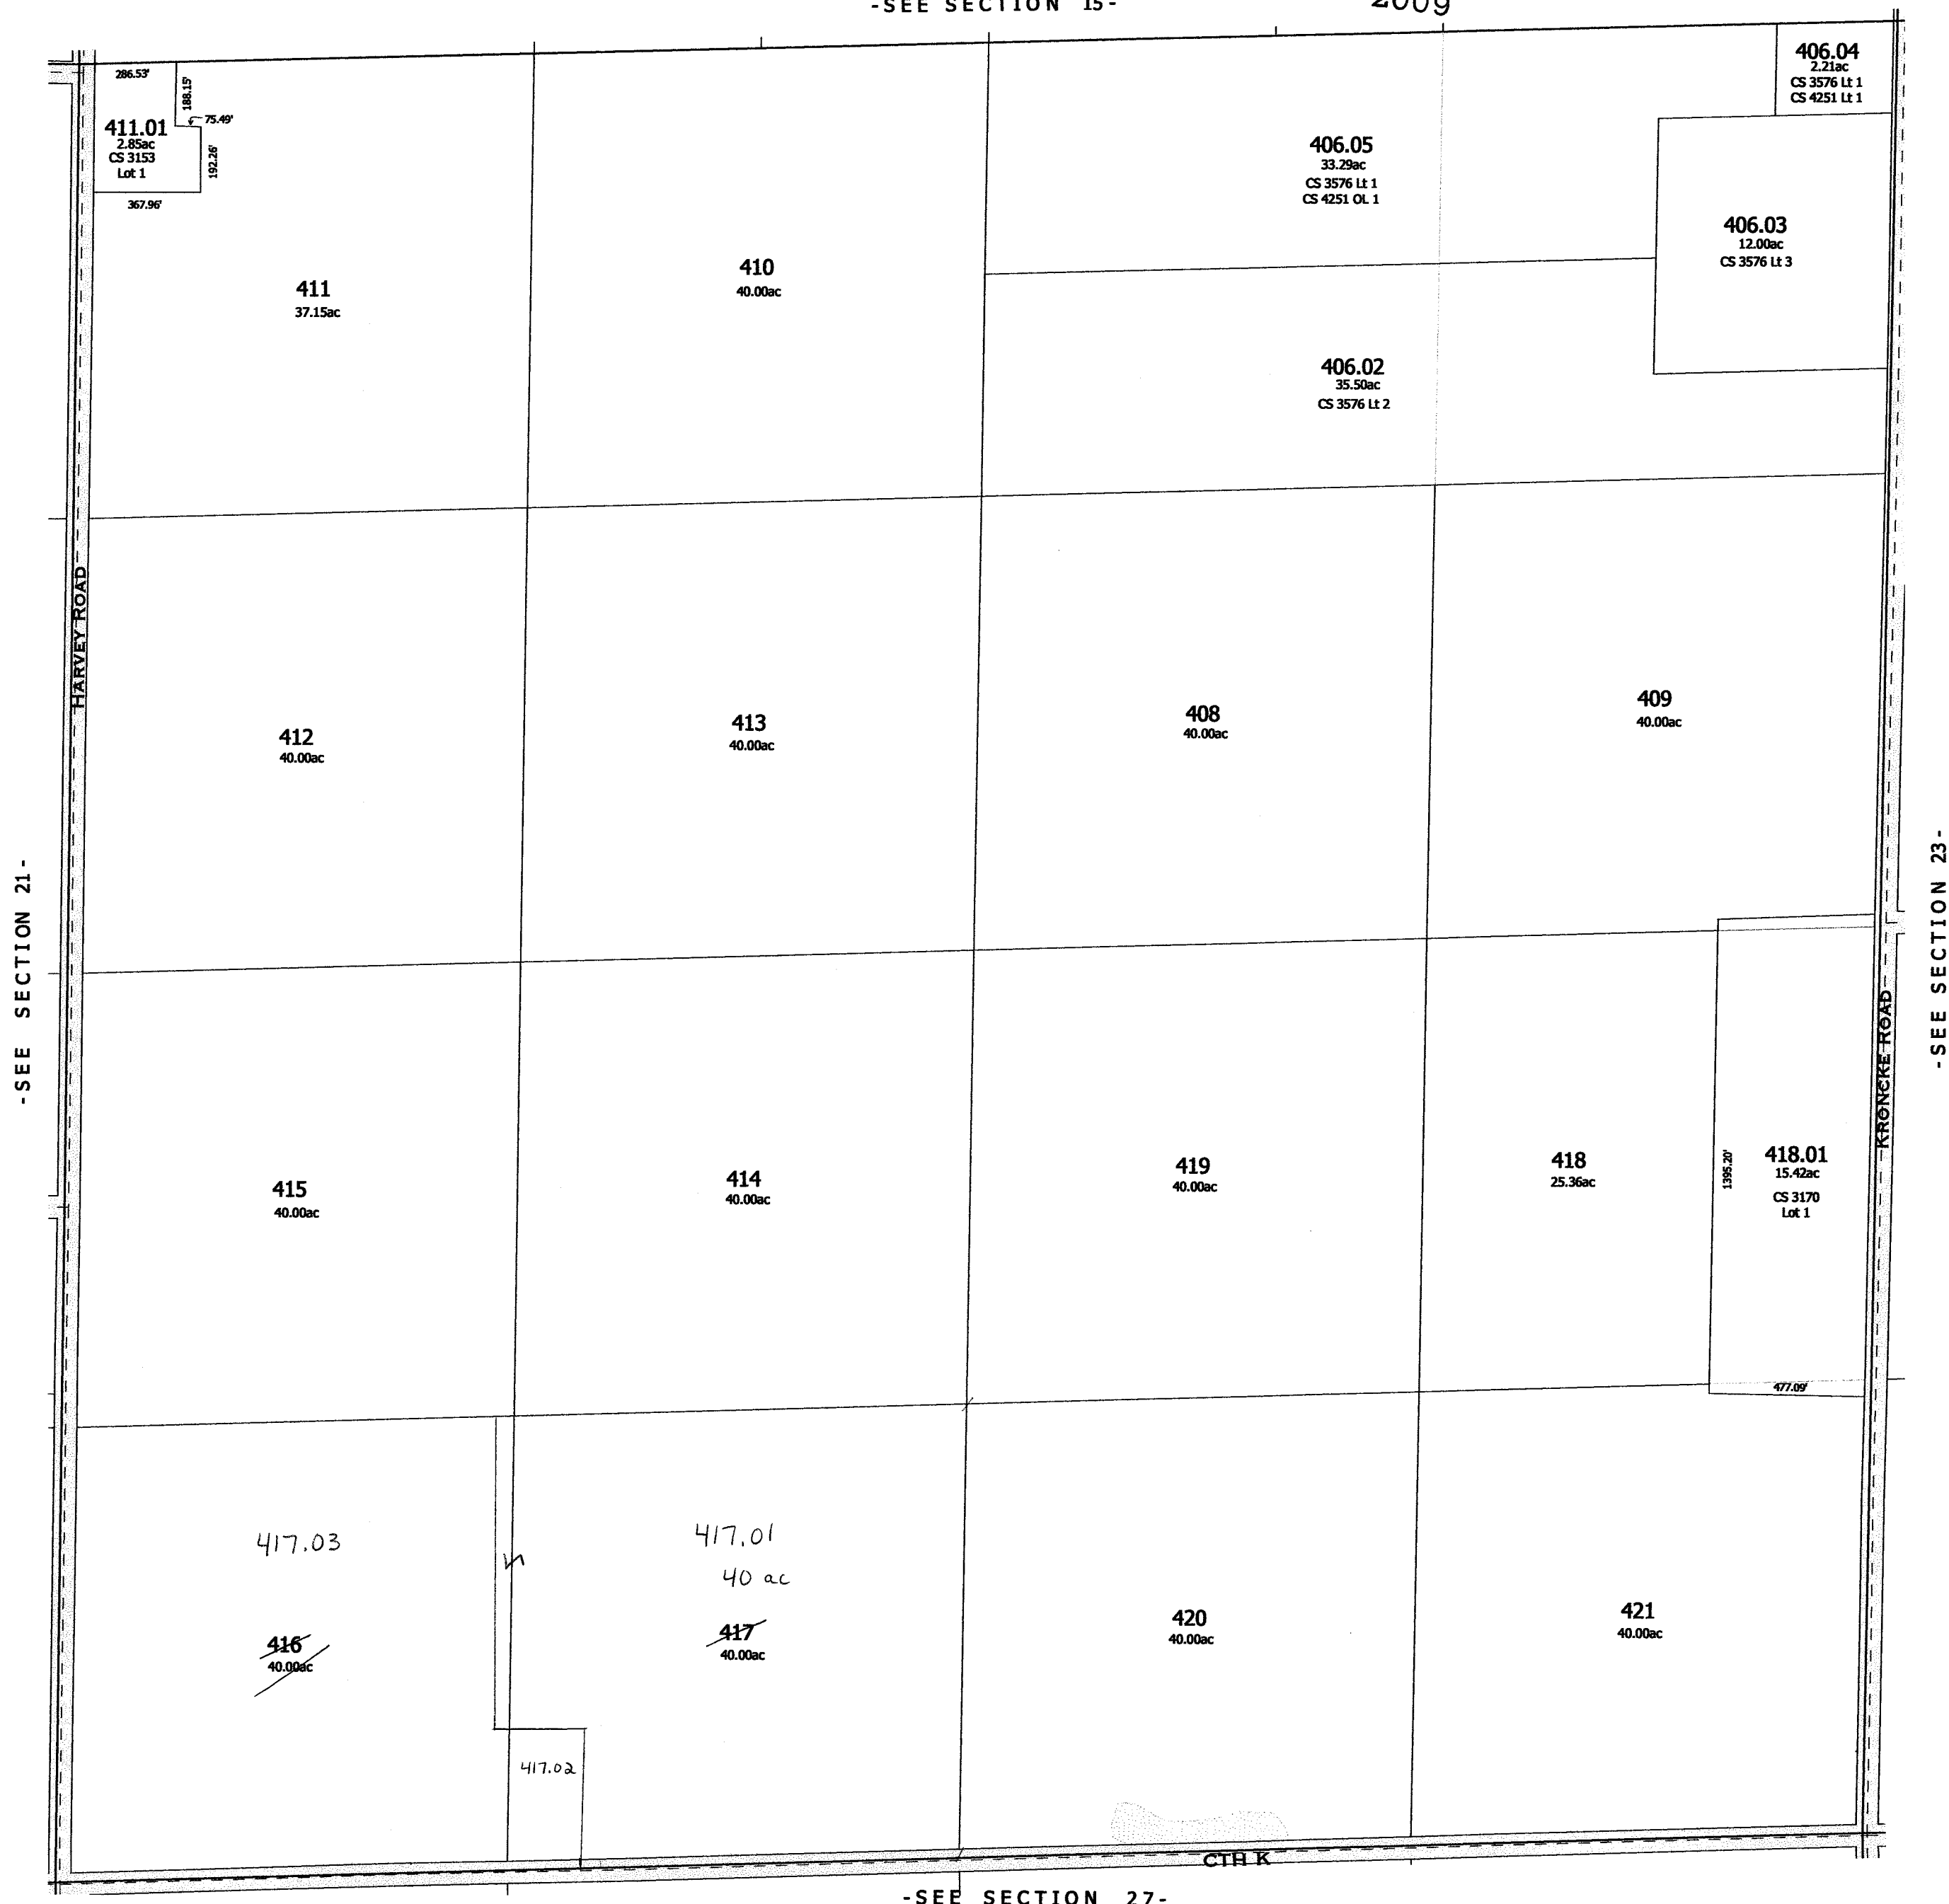 -SEE SECTION 15-
2009
286.53'
188.15'
75.49'
192.26'
411.01
2.85ac
CS 3153
Lot 1
367.96'
411
37.15ac
410
40.00ac
406.05
33.29ac
CS 3576 Lt 1
CS 4251 OL 1
406.04
2.21ac
CS 3576 Lt 1
CS 4251 Lt 1
406.03
12.00ac
CS 3576 Lt 3
406.02
35.50ac
CS 3576 Lt 2
HARVEY ROAD
412
40.00ac
413
40.00ac
408
40.00ac
409
40.00ac
-SEE SECTION 21-
-SEE SECTION 23-
KRONCKE ROAD
415
40.00ac
414
40.00ac
419
40.00ac
418
25.36ac
1395.20'
418.01
15.42ac
CS 3170
Lot 1
477.09'
417.03
416
40.00ac
417.01
40 ac
417
40.00ac
417.02
420
40.00ac
421
40.00ac
CTH K
-SEE SECTION 27-